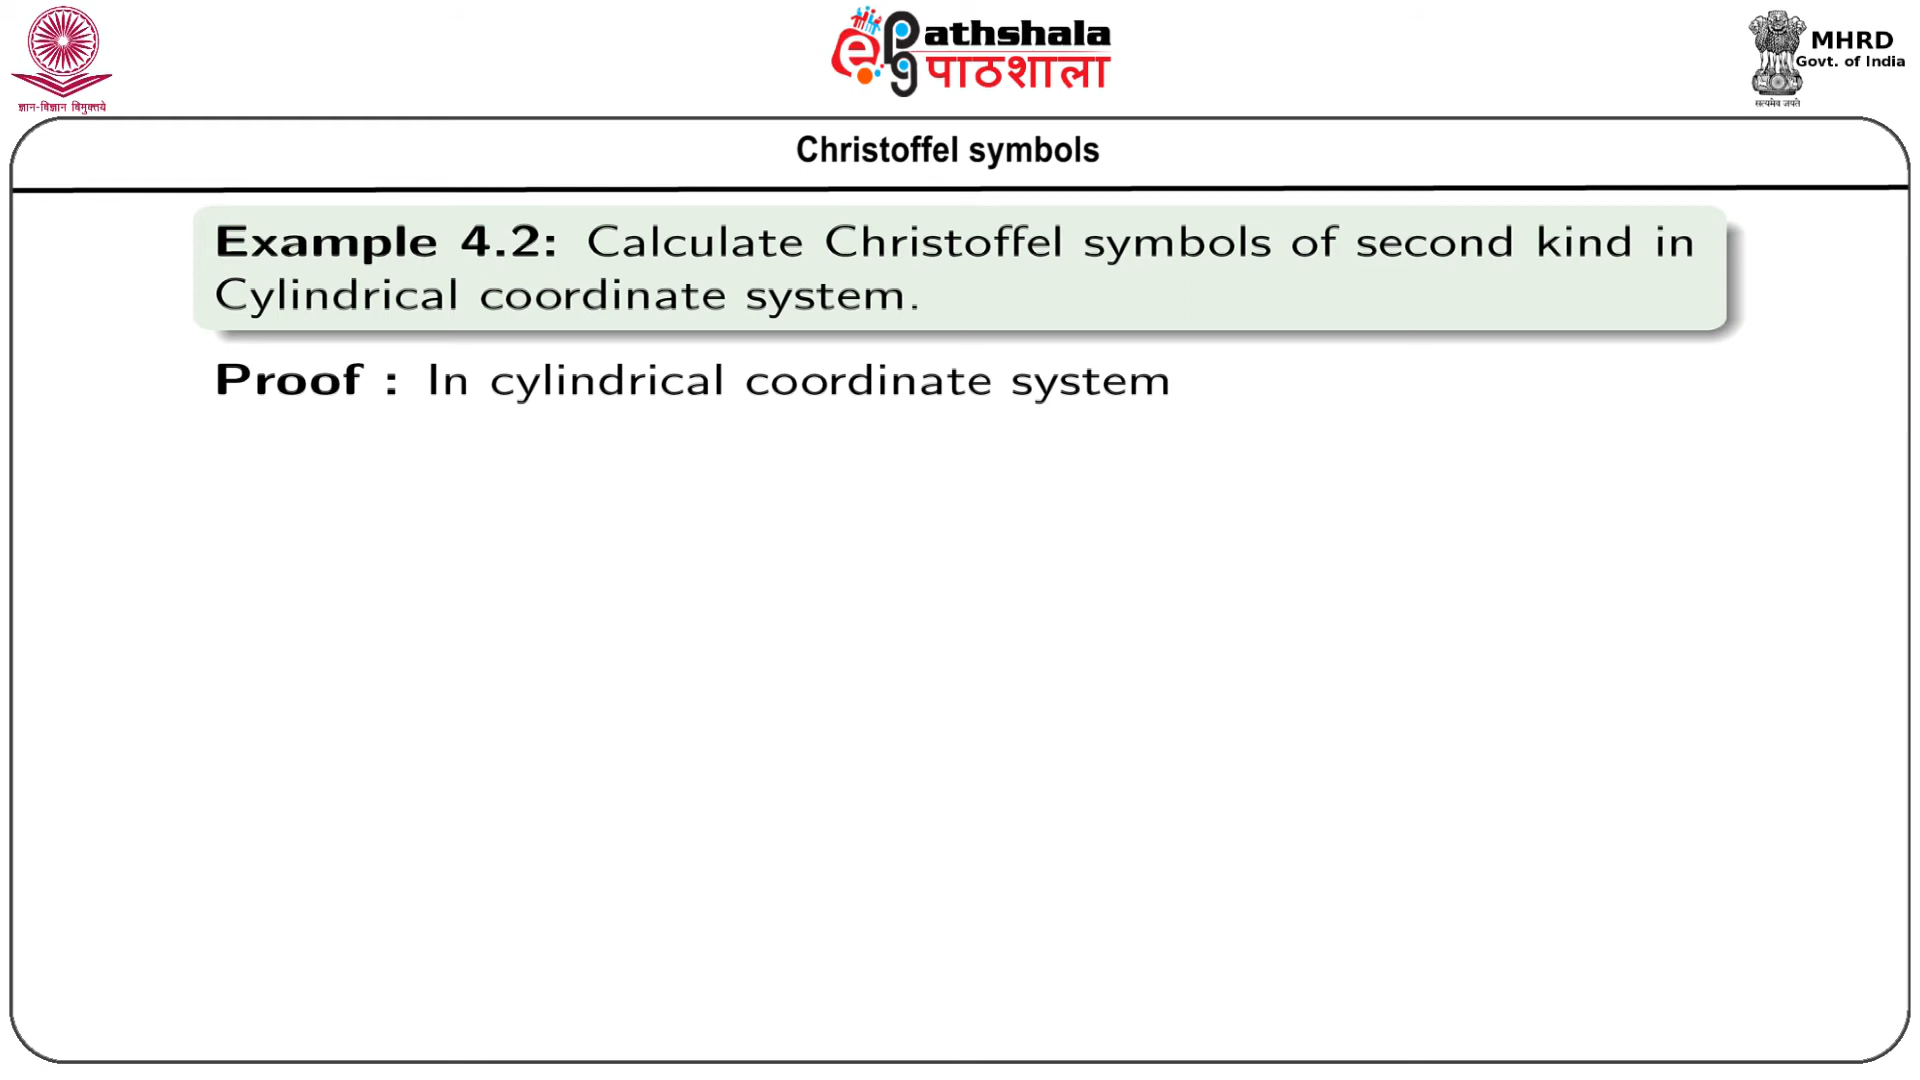 ज्ञान-विज्ञान विमुक्तये
e
pg
athshala
पाठशाला
MHRD
Govt. of India
सत्यमेव जयते
Christoffel symbols
Example 4.2: Calculate Christoffel symbols of second kind in
Cylindrical coordinate system.
Proof : In cylindrical coordinate system